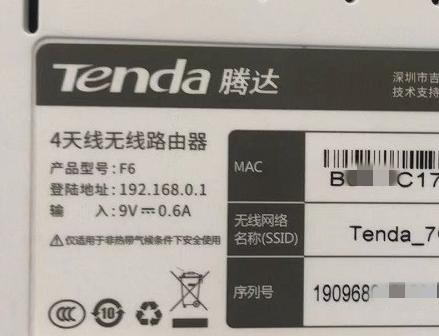 Tenda 腾达
深圳市吉
技术支持
4天线无线路由器
产品型号: F6
登陆地址: 192.168.0.1
输 入: 9V⎓0.6A
⚠仅适用于非热带气候条件下安全使用
CCC 10
MAC
B C17
无线网络
名称(SSID)
Tenda_7
序列号
190968